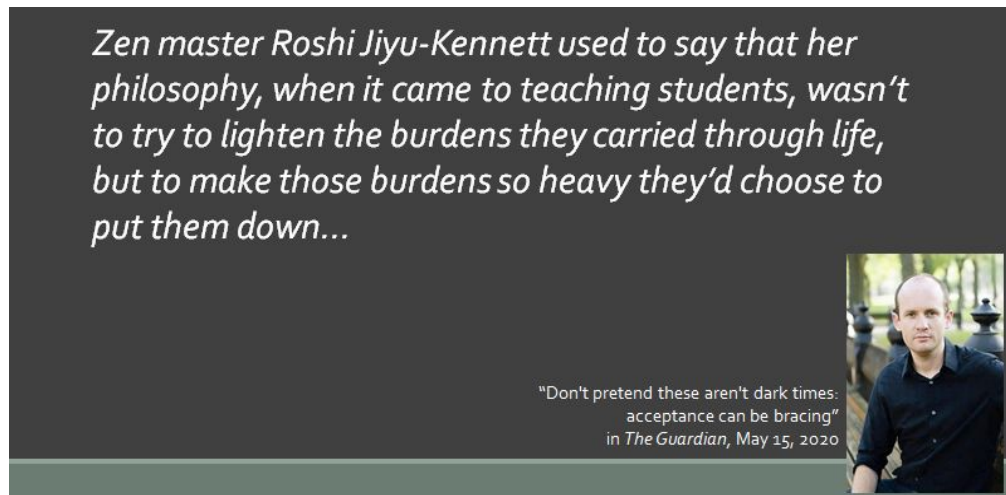 Zen master Roshi Jiyu-Kennett used to say that her
philosophy, when it came to teaching students, wasn’t
to try to lighten the burdens they carried through life,
but to make those burdens so heavy they’d choose to
put them down...
“Don't pretend these aren't dark times:
acceptance can be bracing”
in The Guardian, May 15, 2020